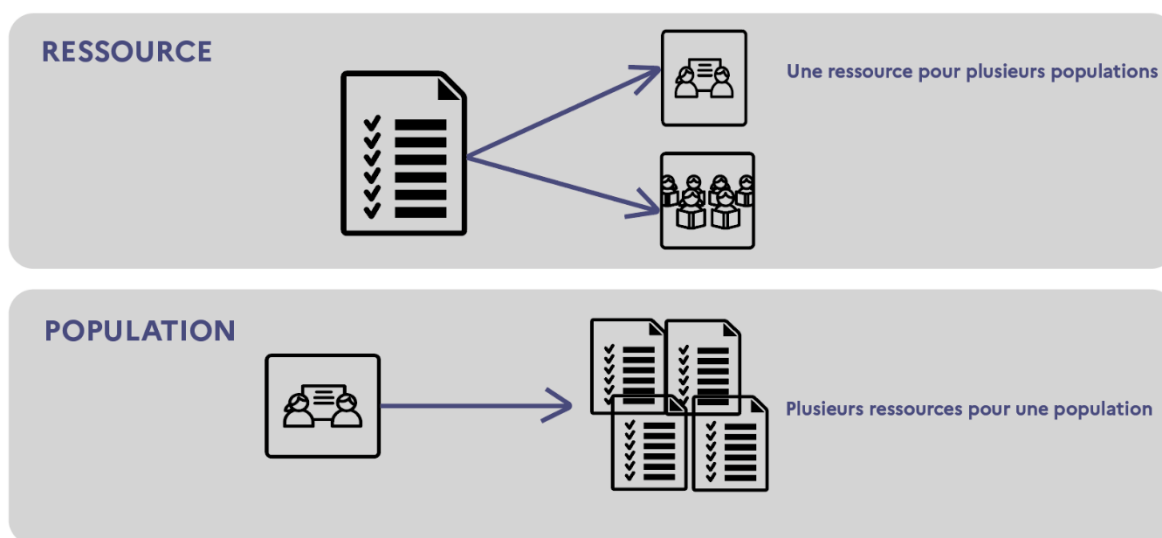 RESSOURCE
Une ressource pour plusieurs populations
POPULATION
Plusieurs ressources pour une population